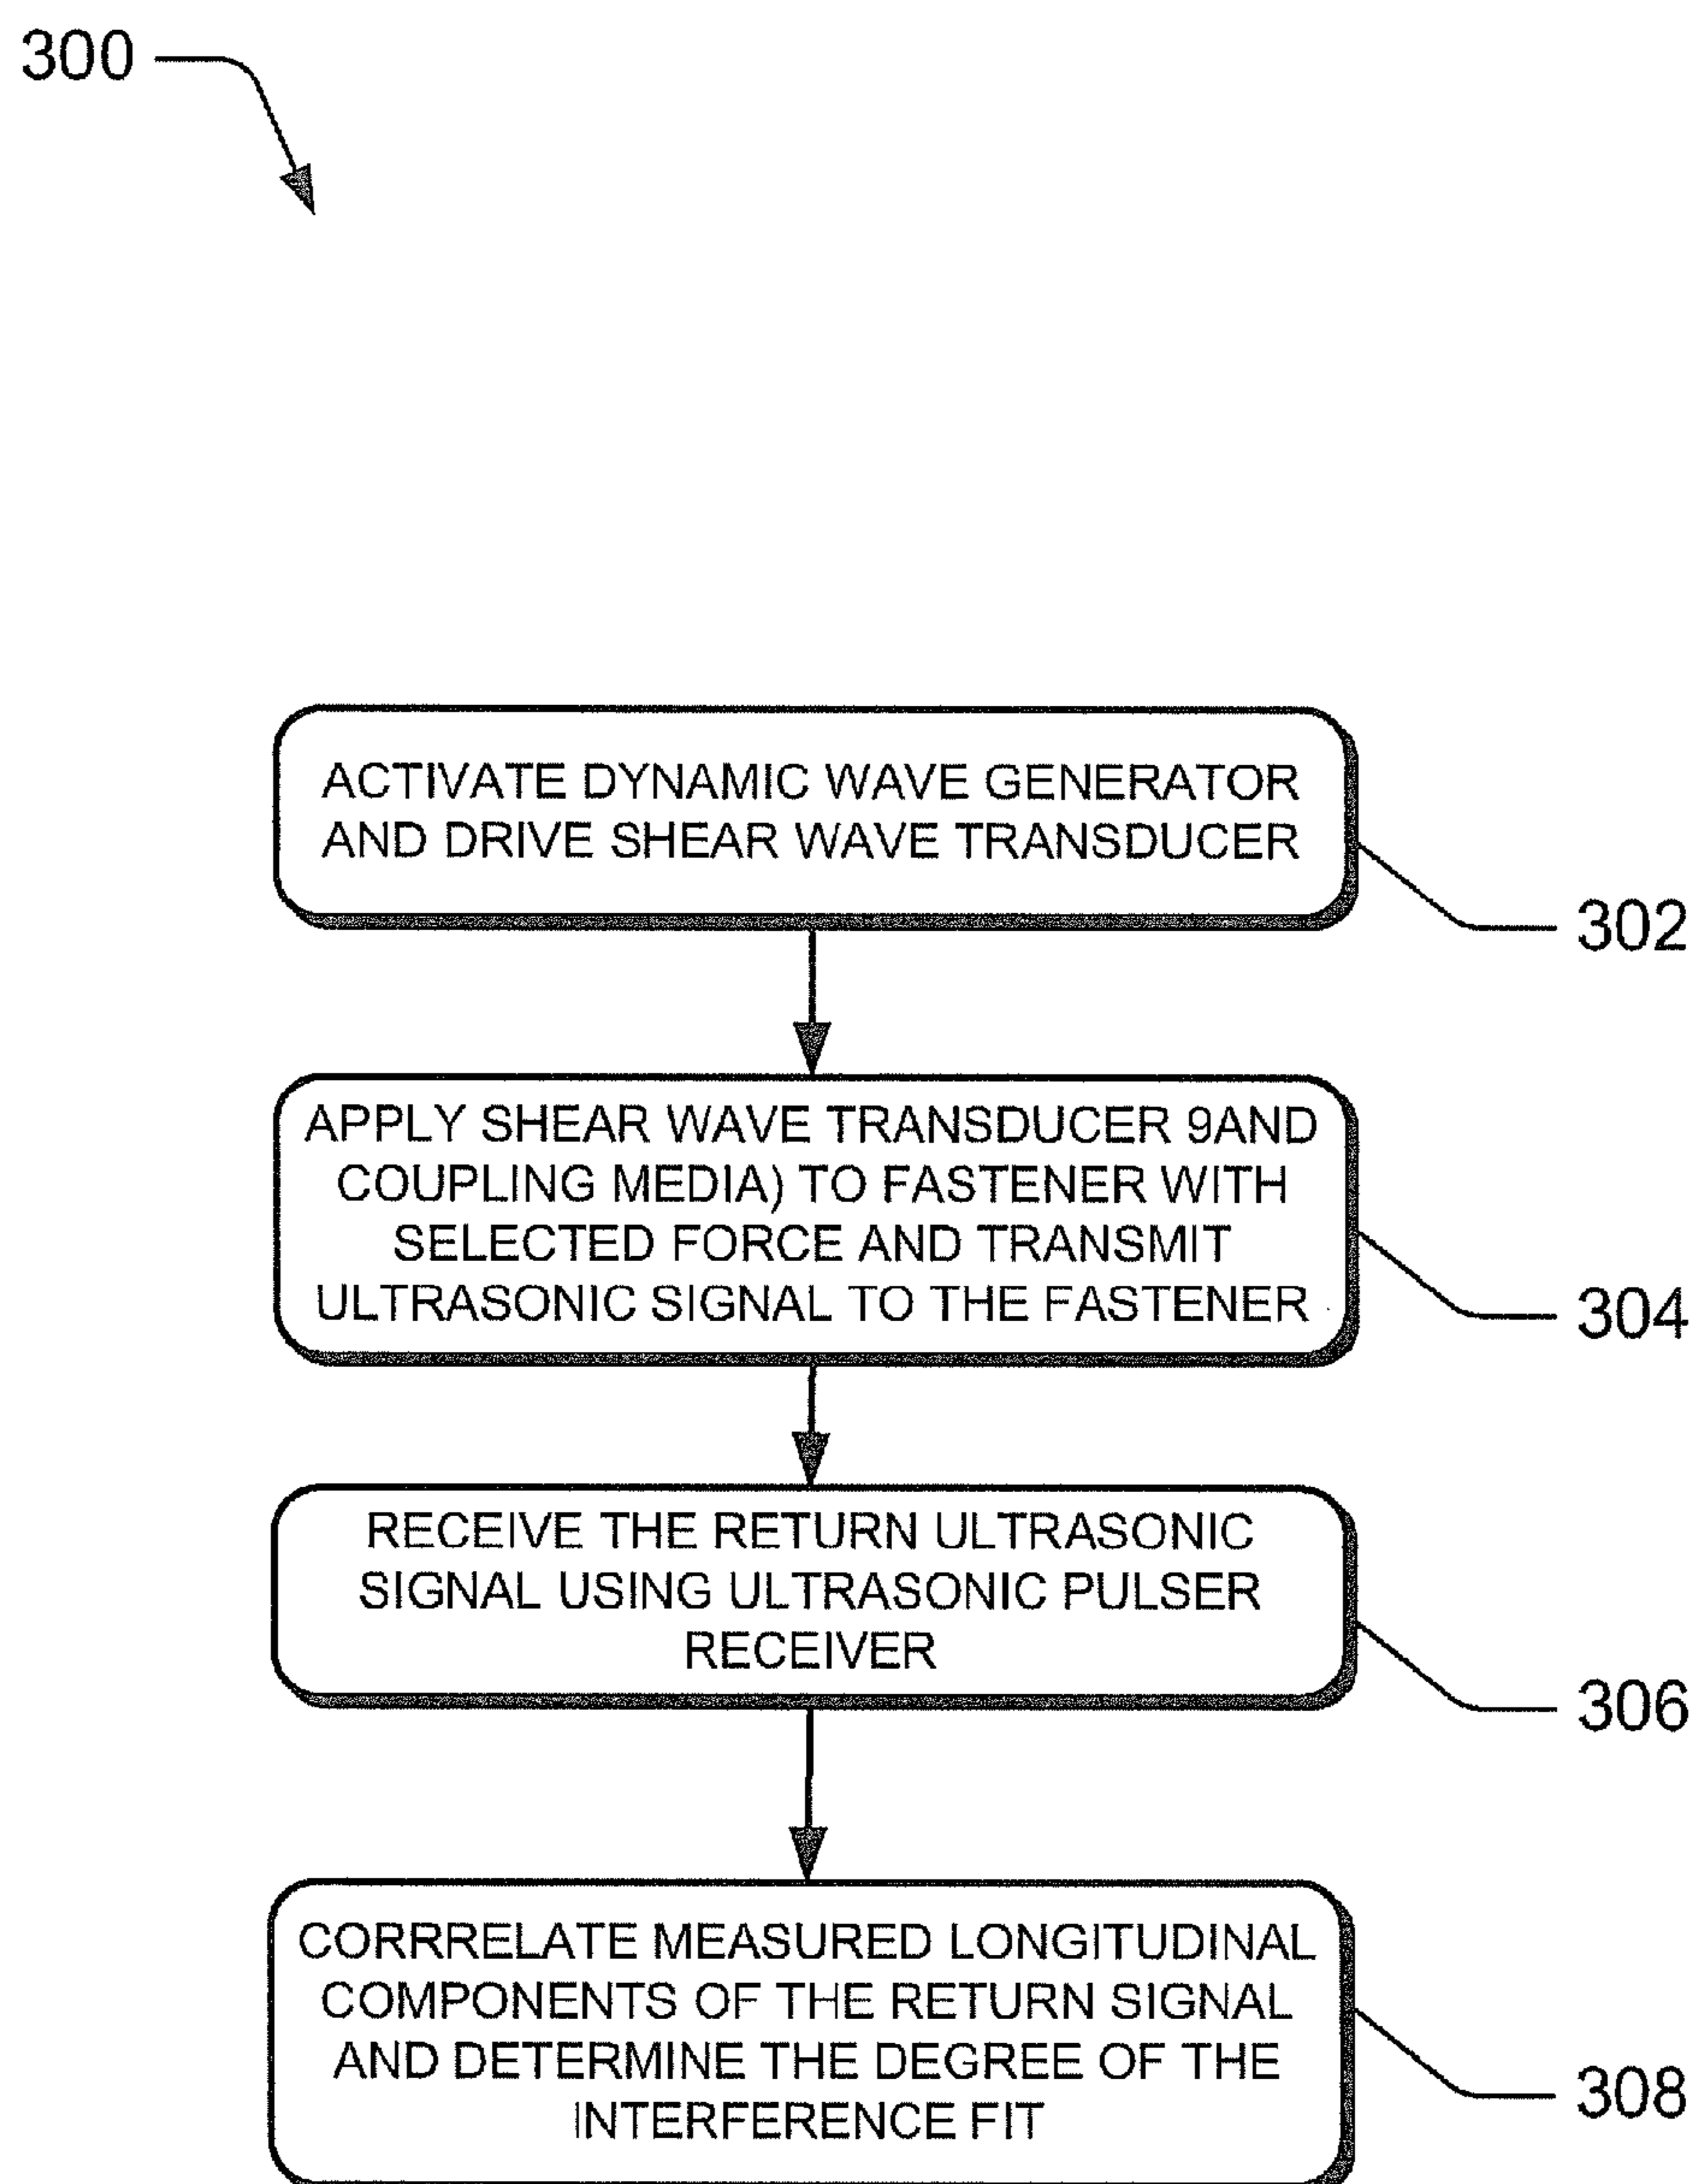 300
ACTIVATE DYNAMIC WAVE GENERATOR
AND DRIVE SHEAR WAVE TRANSDUCER
302
APPLY SHEAR WAVE TRANSDUCER 9AND
COUPLING MEDIA) TO FASTENER WITH
SELECTED FORCE AND TRANSMIT
ULTRASONIC SIGNAL TO THE FASTENER
304
RECEIVE THE RETURN ULTRASONIC
SIGNAL USING ULTRASONIC PULSER
RECEIVER
306
CORRRELATE MEASURED LONGITUDINAL
COMPONENTS OF THE RETURN SIGNAL
AND DETERMINE THE DEGREE OF THE
INTERFERENCE FIT
308